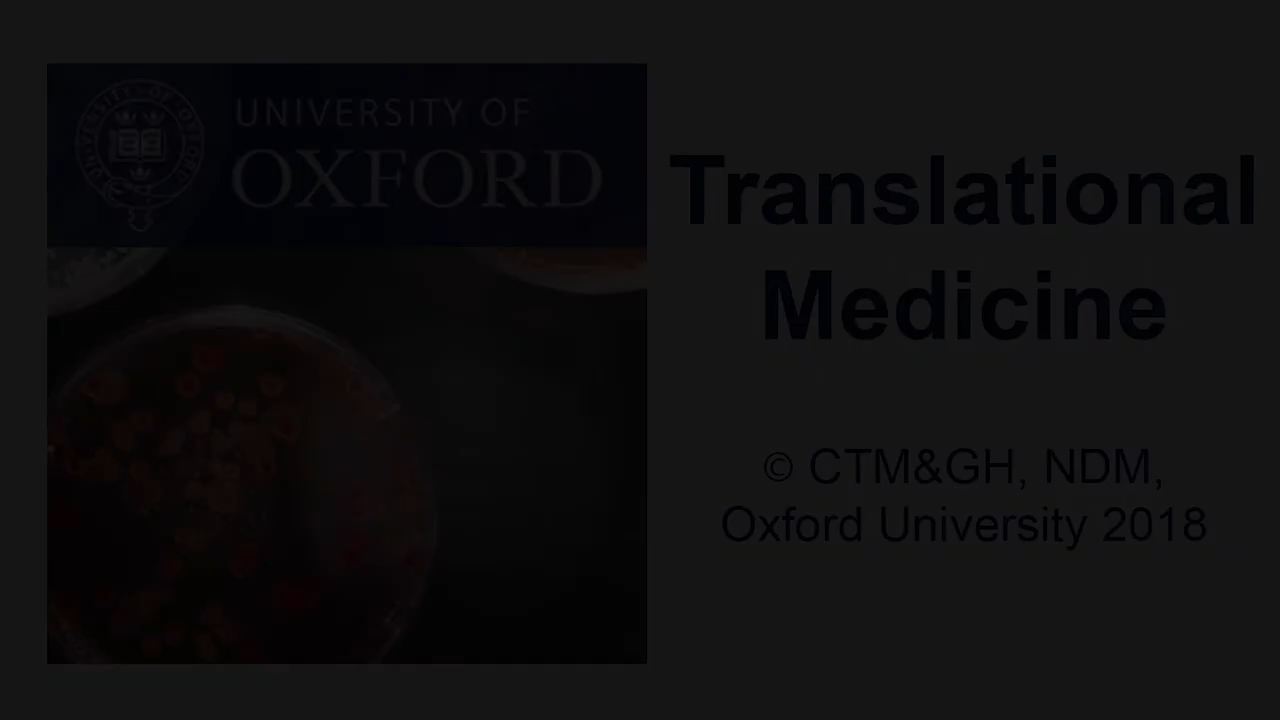 UNIVERSITY OF
OXFORD
Translational
Medicine
© CTM&GH, NDM,
Oxford University 2018